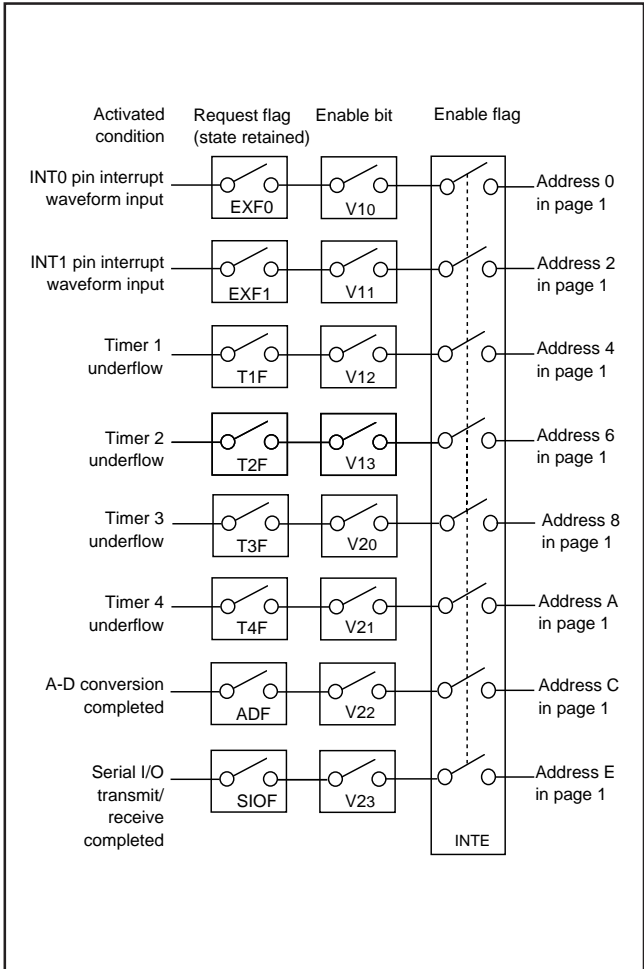 Activated condition
Request flag (state retained)
Enable bit
Enable flag
INT0 pin interrupt waveform input
EXF0
V10
Address 0 in page 1
INT1 pin interrupt waveform input
EXF1
V11
Address 2 in page 1
Timer 1 underflow
T1F
V12
Address 4 in page 1
Timer 2 underflow
T2F
V13
Address 6 in page 1
Timer 3 underflow
T3F
V20
Address 8 in page 1
Timer 4 underflow
T4F
V21
Address A in page 1
A-D conversion completed
ADF
V22
Address C in page 1
Serial I/O transmit/ receive completed
SIOF
V23
Address E in page 1
INTE